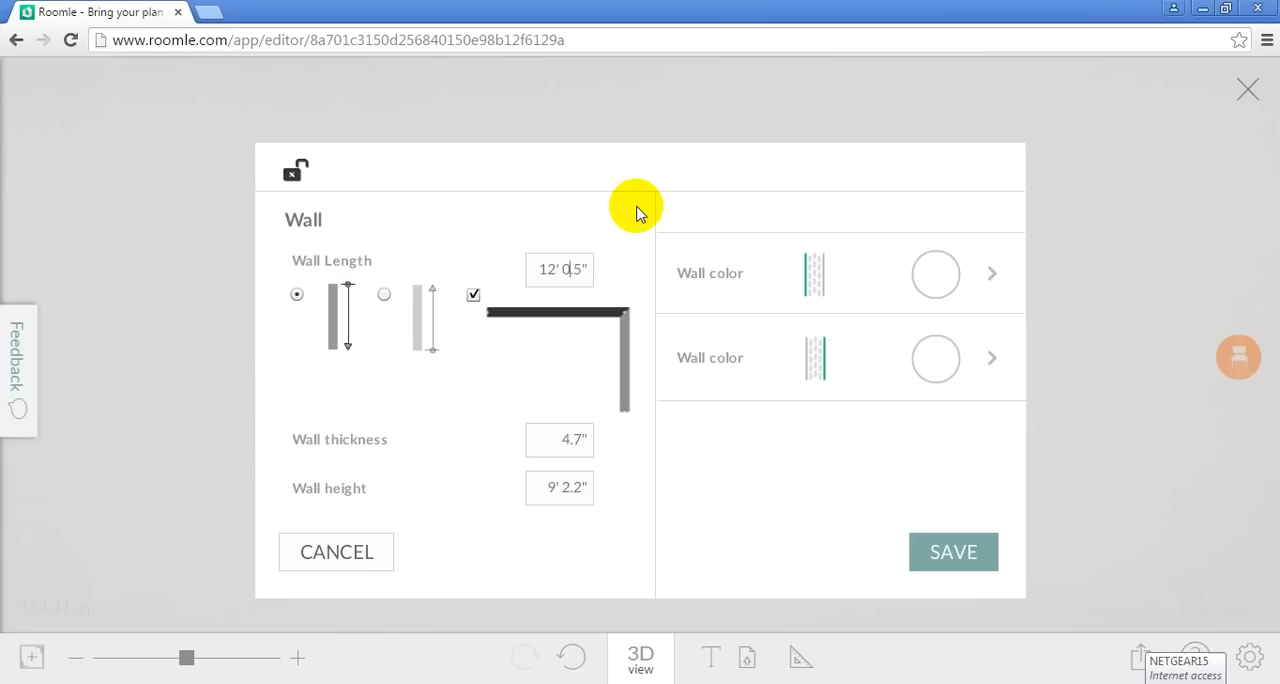 Roomle - Bring your plan
www.roomle.com/app/editor/8a701c3150d256840150e98b12f6129a
Wall
Wall Length
12' 0.5"
Wall color
Wall color
Wall thickness
4.7"
Wall height
9' 2.2"
CANCEL
SAVE
Feedback
3D
view
T
NETGEAR15
Internet access